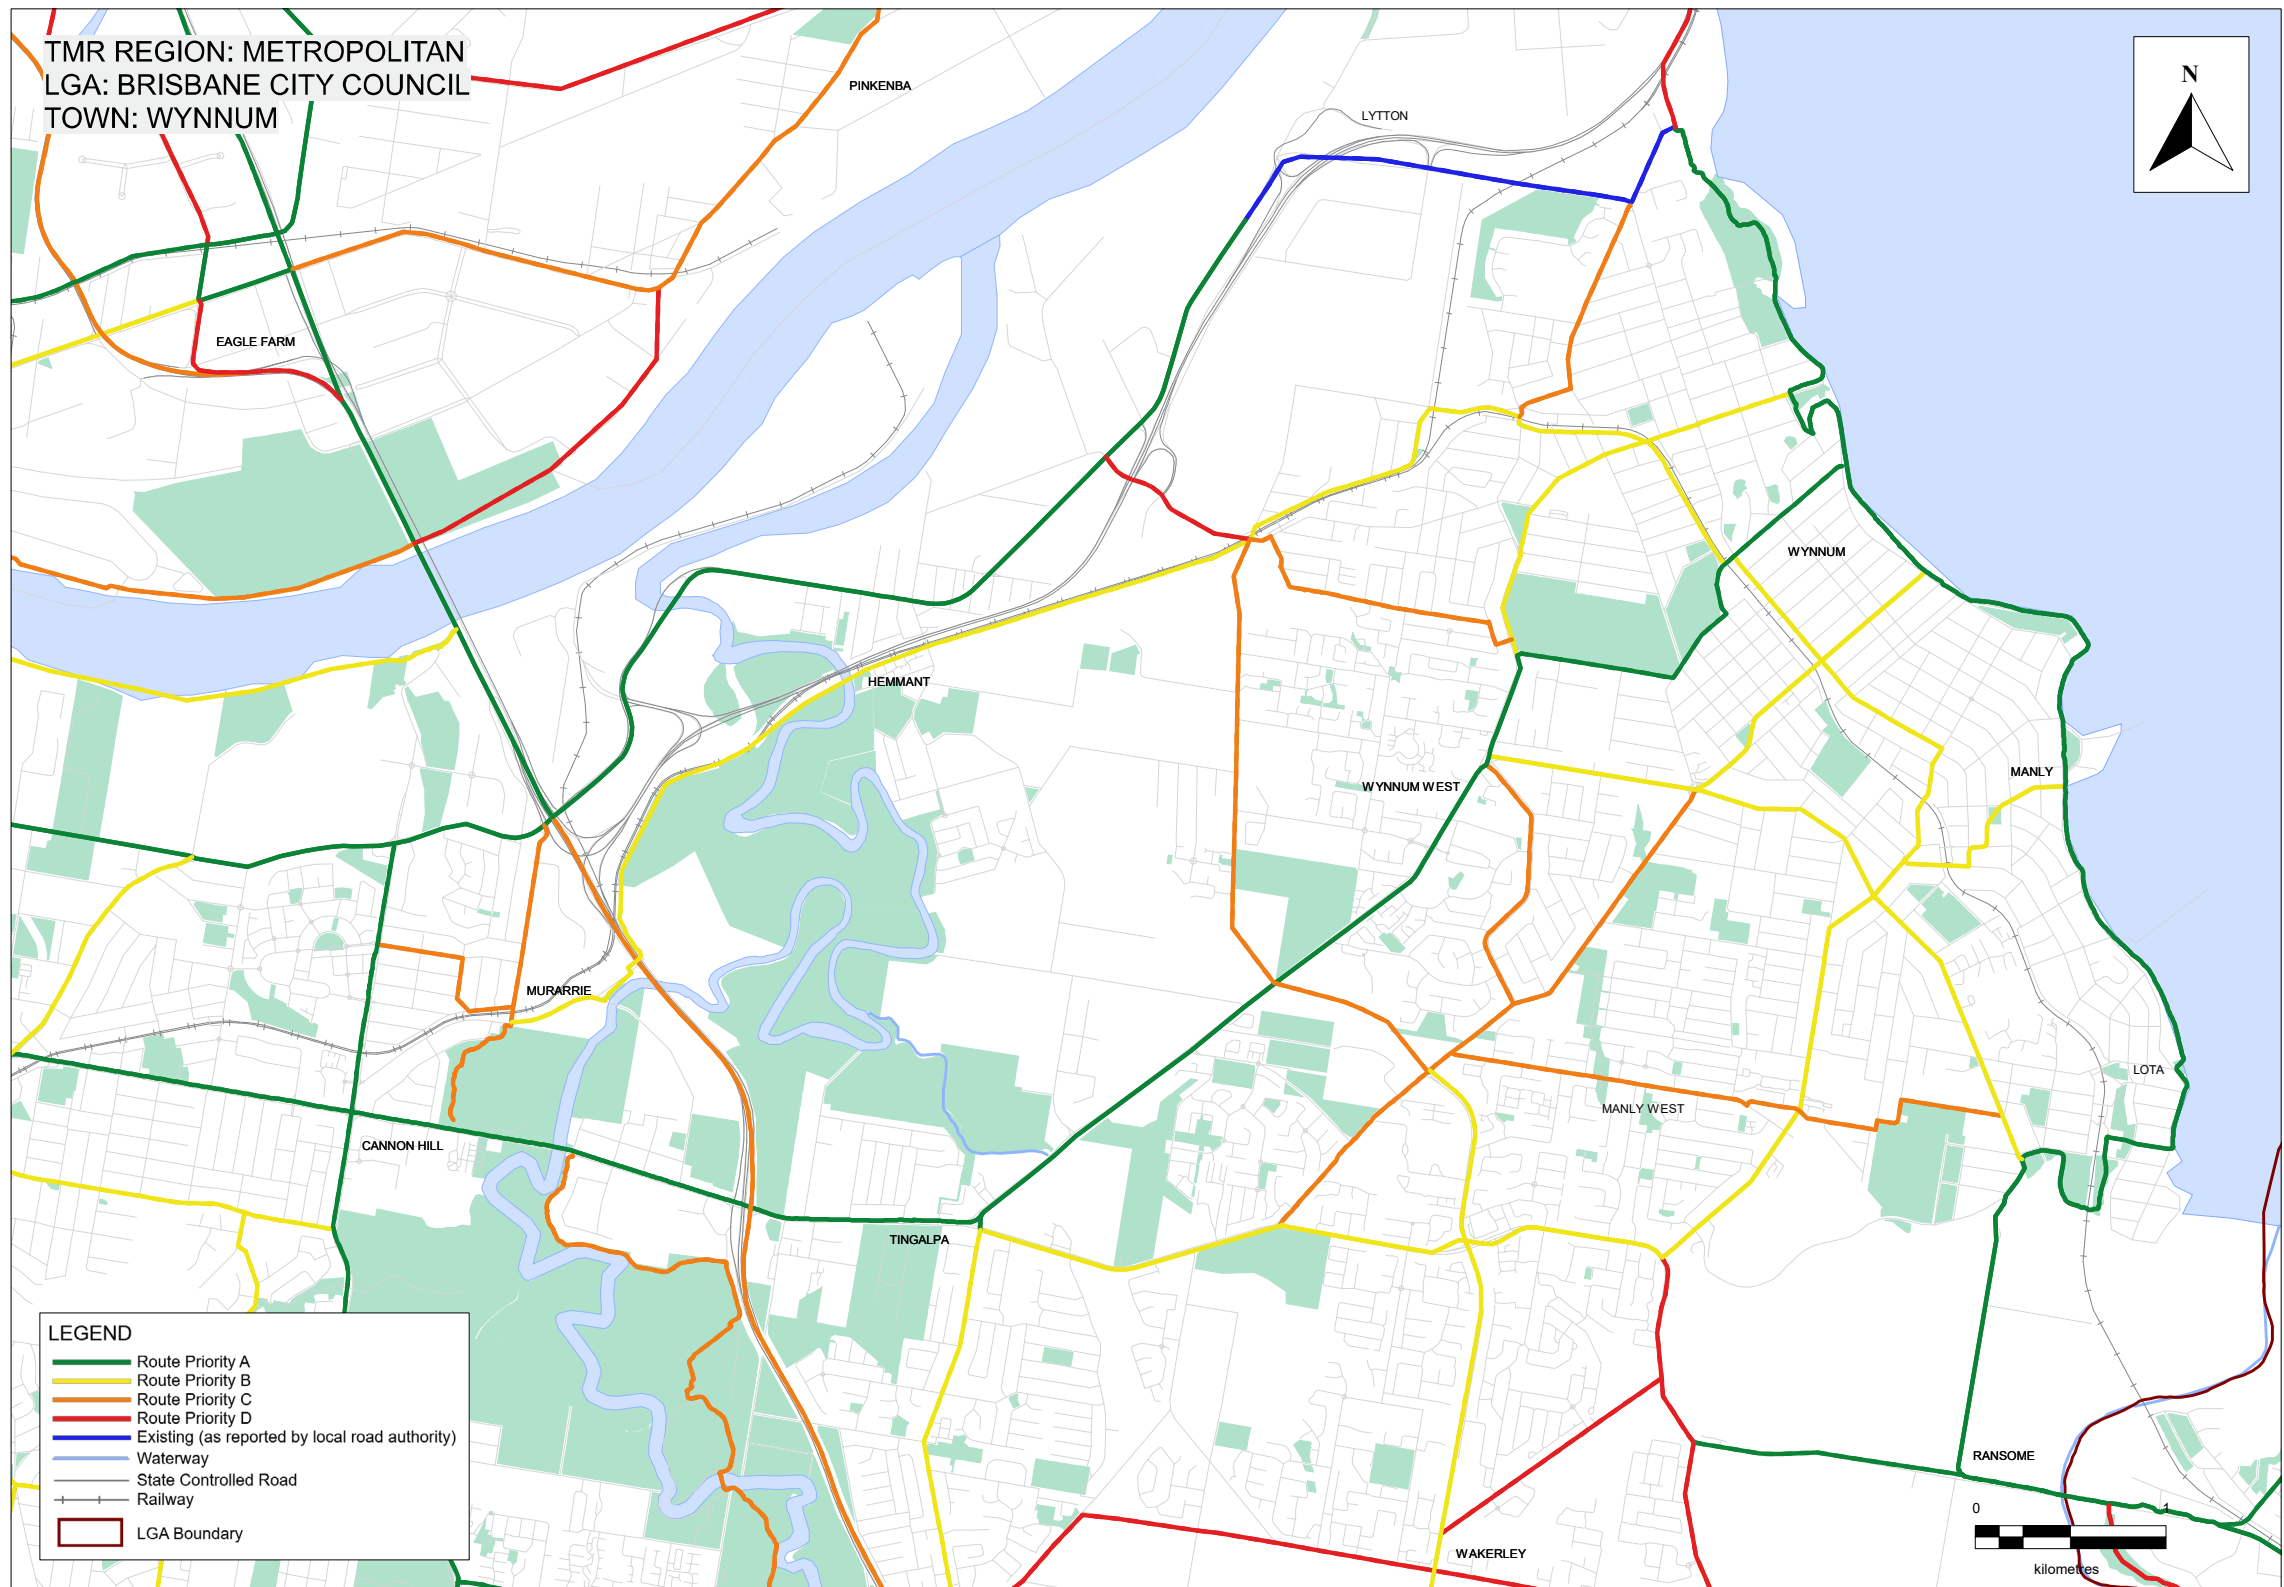 TMR REGION: METROPOLITAN
LGA: BRISBANE CITY COUNCIL
TOWN: WYNNUM
N
PINKENBA
LYTTON
EAGLE FARM
WYNNUM
HEMMANT
WYNNUM WEST
MANLY
MURARRIE
LOTA
MANLY WEST
CANNON HILL
TINGALPA
RANSOME
WAKERLEY
LEGEND
Route Priority A
Route Priority B
Route Priority C
Route Priority D
Existing (as reported by local road authority)
Waterway
State Controlled Road
Railway
LGA Boundary
0 1
kilometres